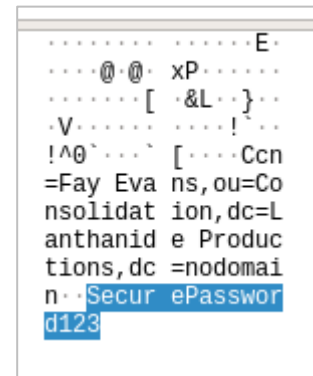 ········ ······E·
····@·@· xP······
·······[ ·&L··}··
·V······ ····!`··
!^0`···` [····Ccn
=Fay Eva ns,ou=Co
nsolidat ion,dc=L
anthanid e Produc
tions,dc =nodomai
n··Secur ePasswor
d123